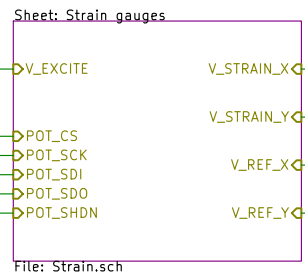 Sheet: Strain gauges
V_EXCITE
V_STRAIN_X
V_STRAIN_Y
POT_CS
POT_SCK
V_REF_X
POT_SDI
POT_SDO
POT_SHDN
V_REF_Y
File: Strain.sch